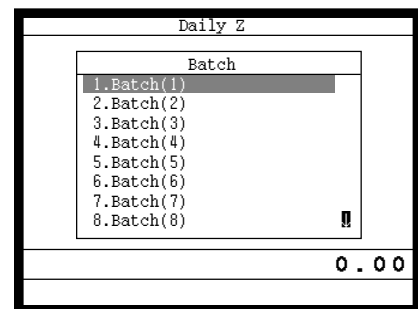 Daily Z
Batch
1.Batch(1)
2.Batch(2)
3.Batch(3)
4.Batch(4)
5.Batch(5)
6.Batch(6)
7.Batch(7)
8.Batch(8)
0.00